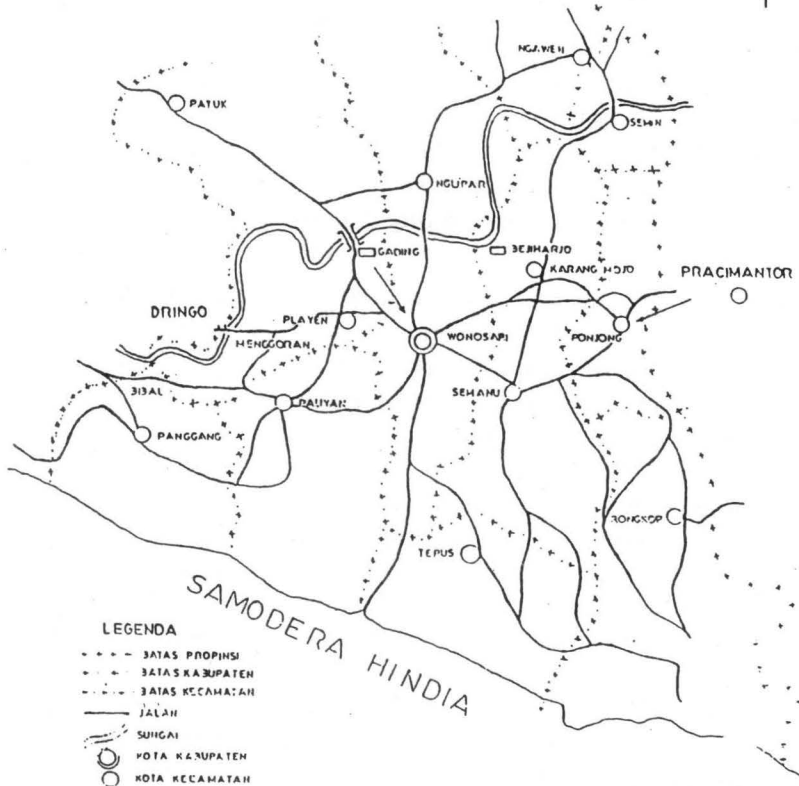 NGAWEN
PATUK
SEMIN
NGLIPAR
GADING
BEJIHARJO
KARANG MOJO
PRACIMANTOR
DRINGO
PLAYEN
WONOSARI
PONJONG
MENGGORAN
BIBAL
PALIYAN
SEMANU
PANGGANG
RONGKOP
TEPUS
SAMODERA HINDIA
LEGENDA
BATAS PROPINSI
BATAS KABUPATEN
BATAS KECAMATAN
JALAN
SUNGAI
KOTA KABUPATEN
KOTA KECAMATAN